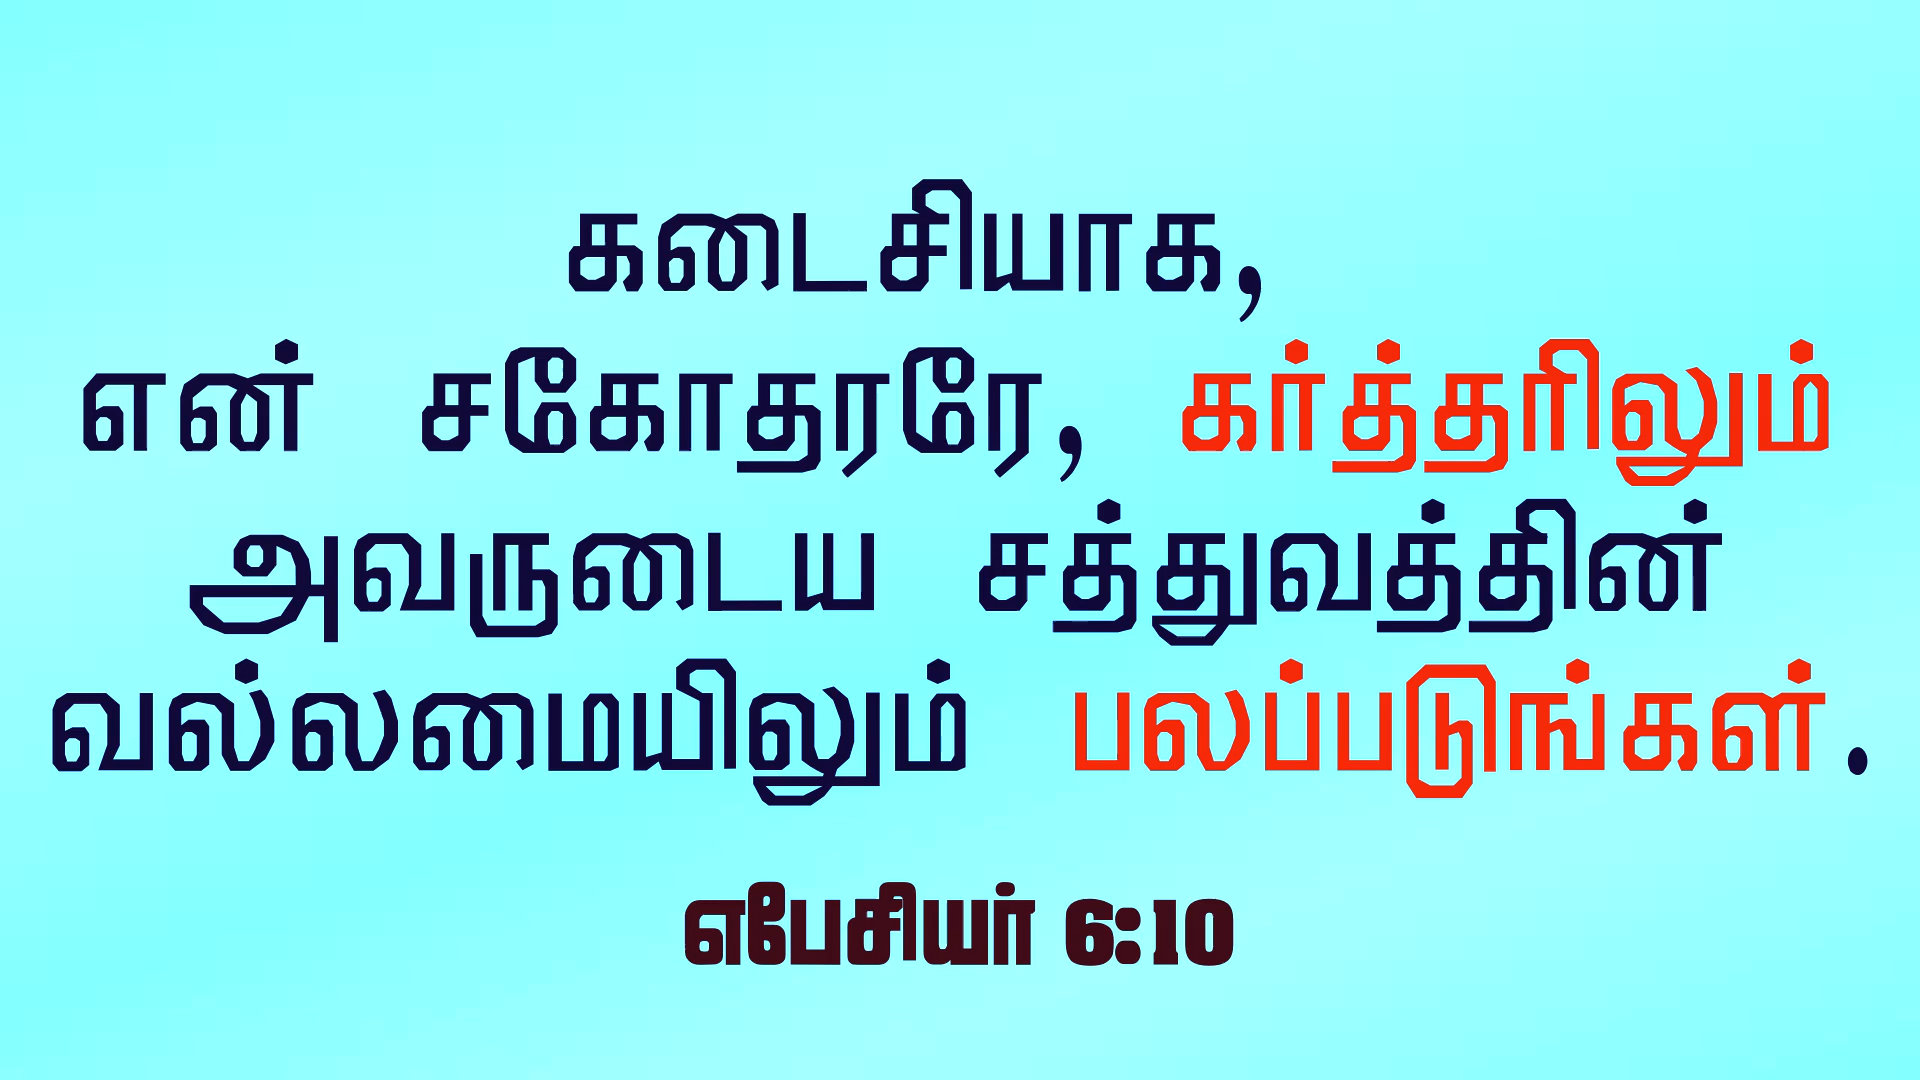 கடைசியாக,
என் சகோதரரே, கர்த்தரிலும்
அவருடைய சத்துவத்தின்
வல்லமையிலும் பலப்படுங்கள்.
எபேசியர் 6:10